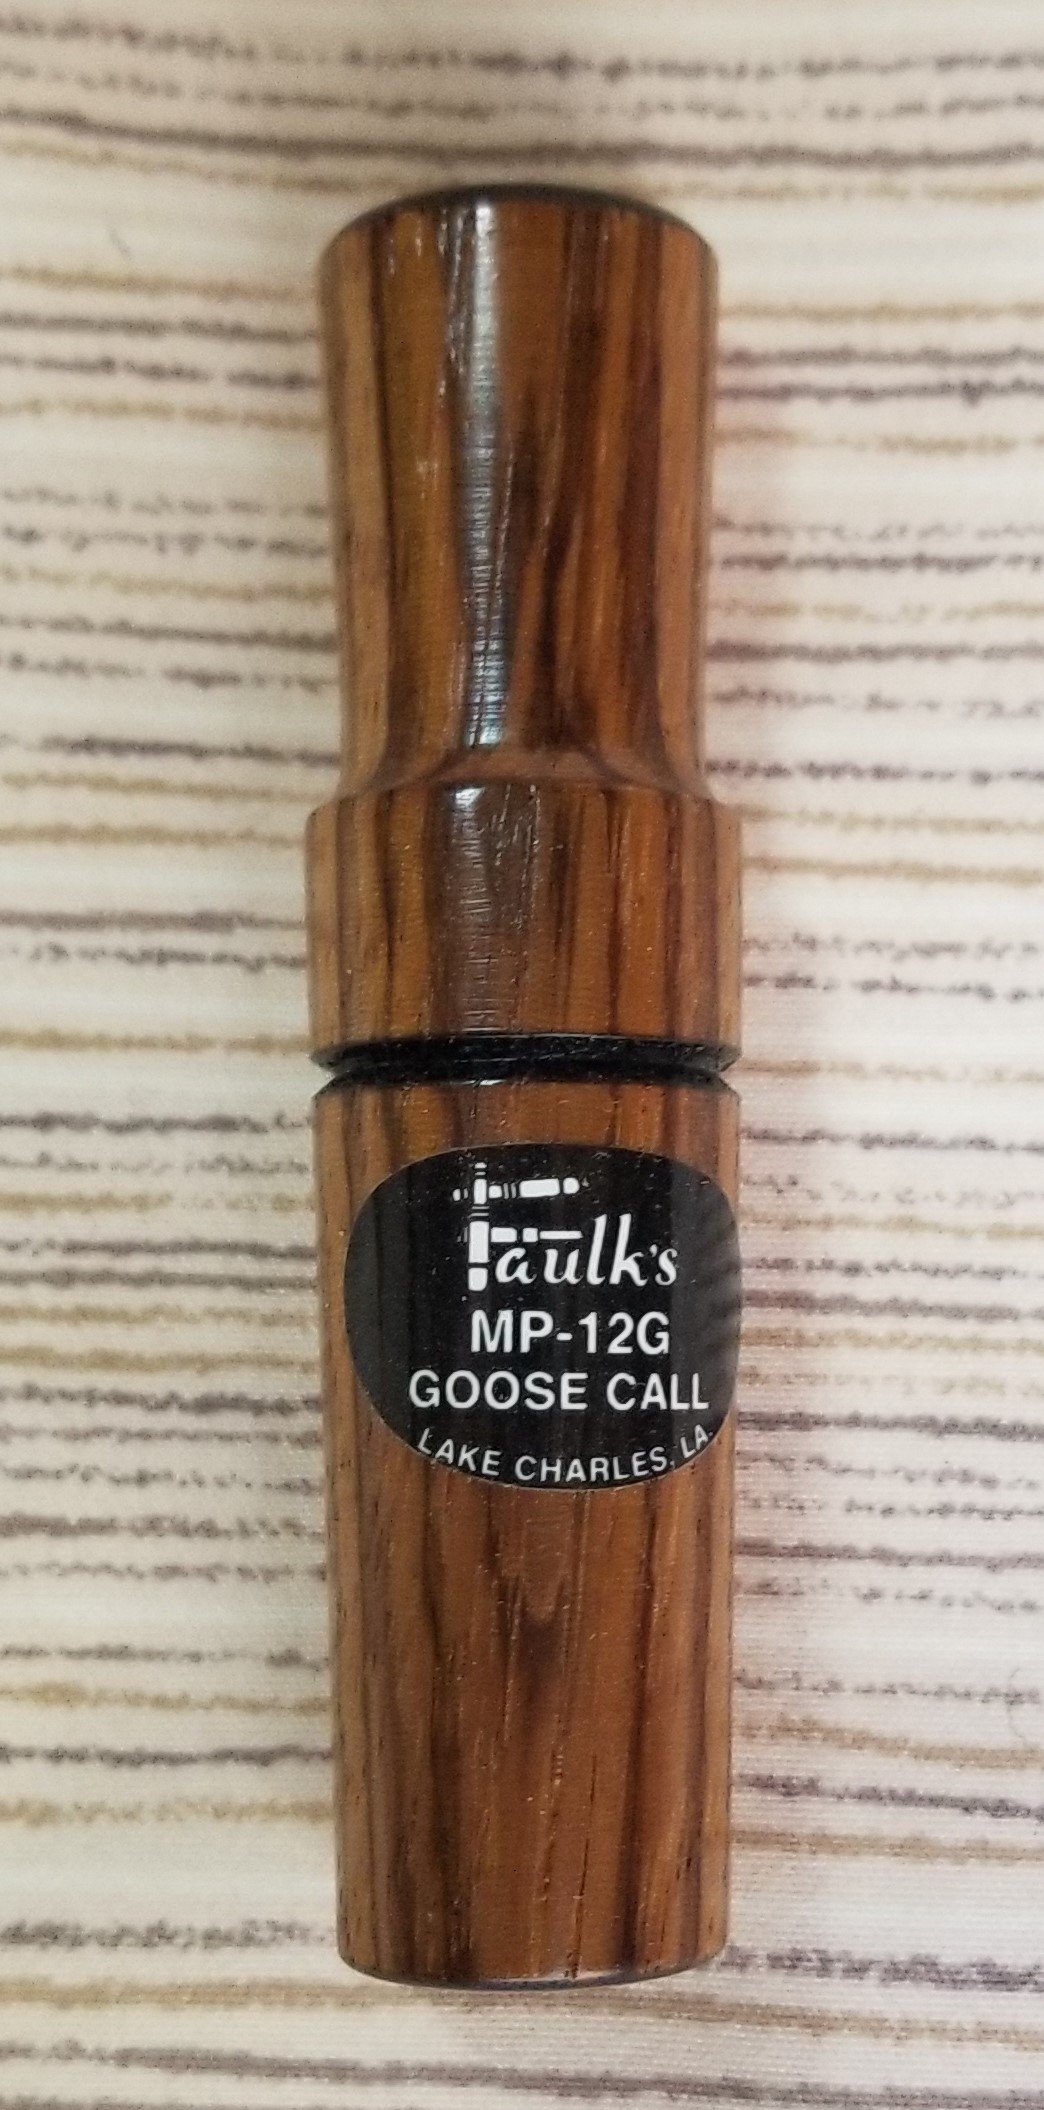 Faulk's
MP-12G
GOOSE CALL
LAKE CHARLES, LA.